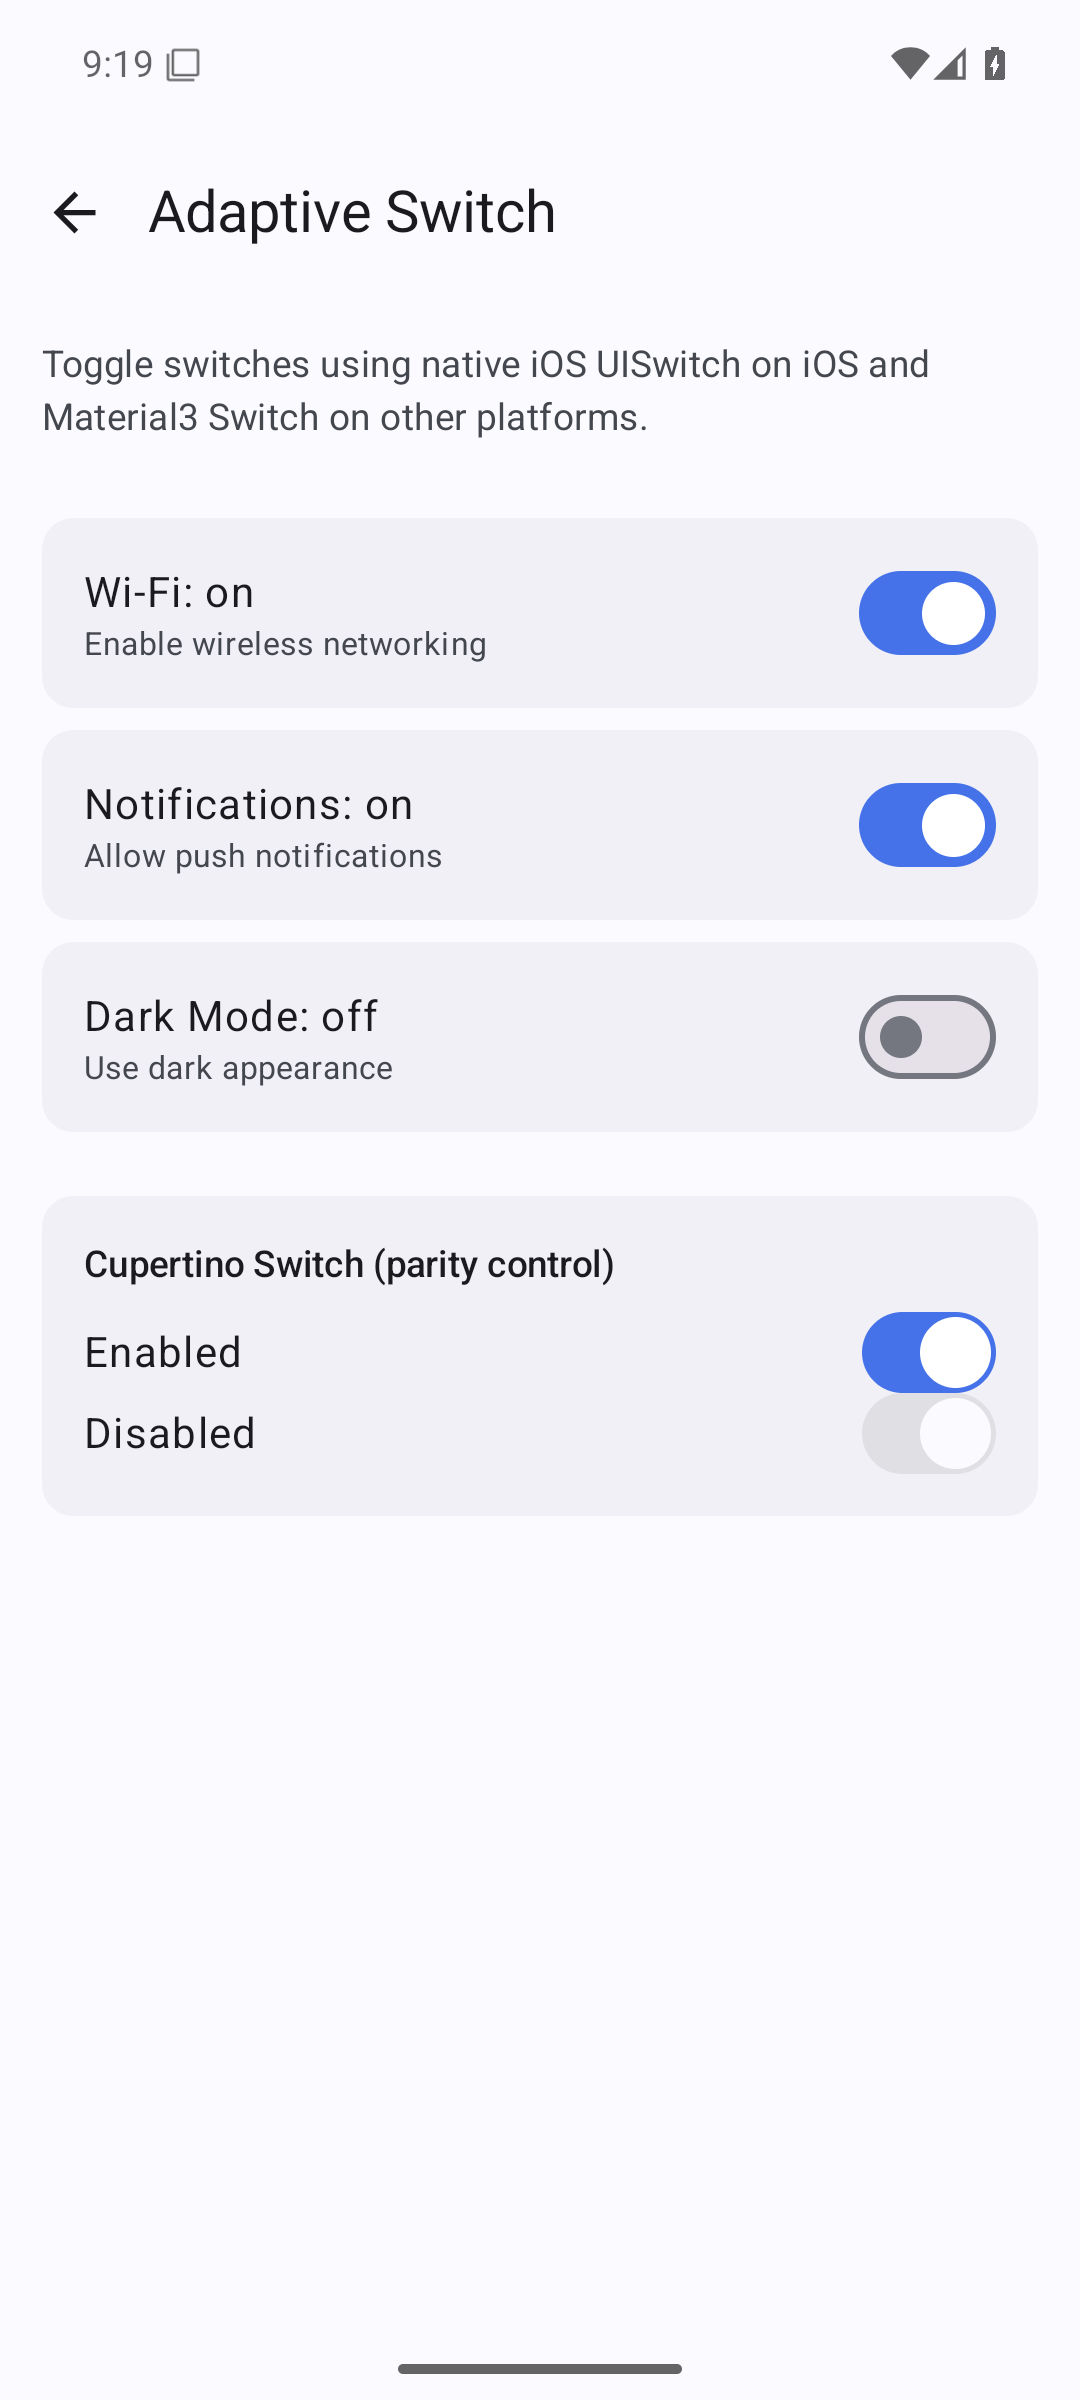 9:19
Adaptive Switch
Toggle switches using native iOS UISwitch on iOS and
Material3 Switch on other platforms.
Wi-Fi: on
Enable wireless networking
Notifications: on
Allow push notifications
Dark Mode: off
Use dark appearance
Cupertino Switch (parity control)
Enabled
Disabled